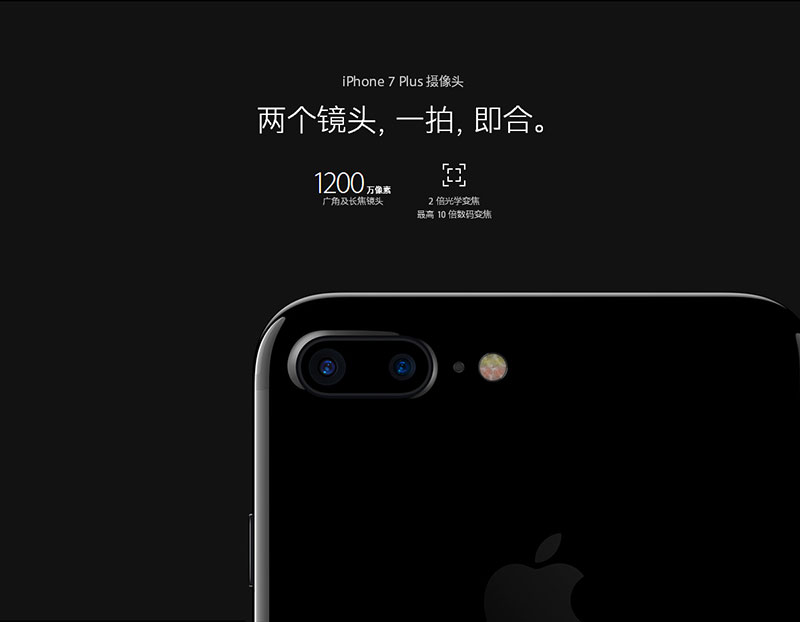 iPhone 7 Plus 摄像头
两个镜头, 一拍, 即合。
1200 万像素
广角及长焦镜头
2 倍光学变焦
最高 10 倍数码变焦